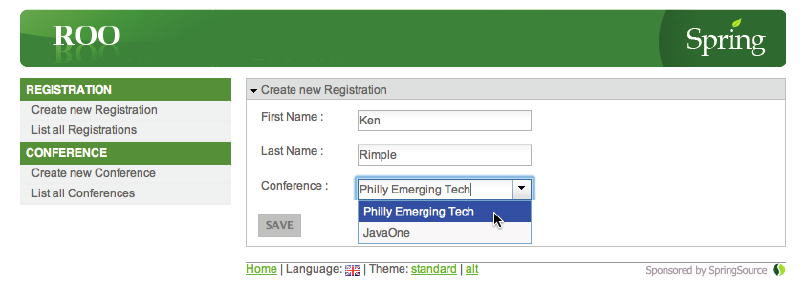 ROO
Spring
REGISTRATION
Create new Registration
List all Registrations
CONFERENCE
Create new Conference
List all Conferences
Create new Registration
First Name :
Ken
Last Name :
Rimple
Conference :
Philly Emerging Tech
Philly Emerging Tech
JavaOne
SAVE
Home | Language: | Theme: standard | alt
Sponsored by SpringSource